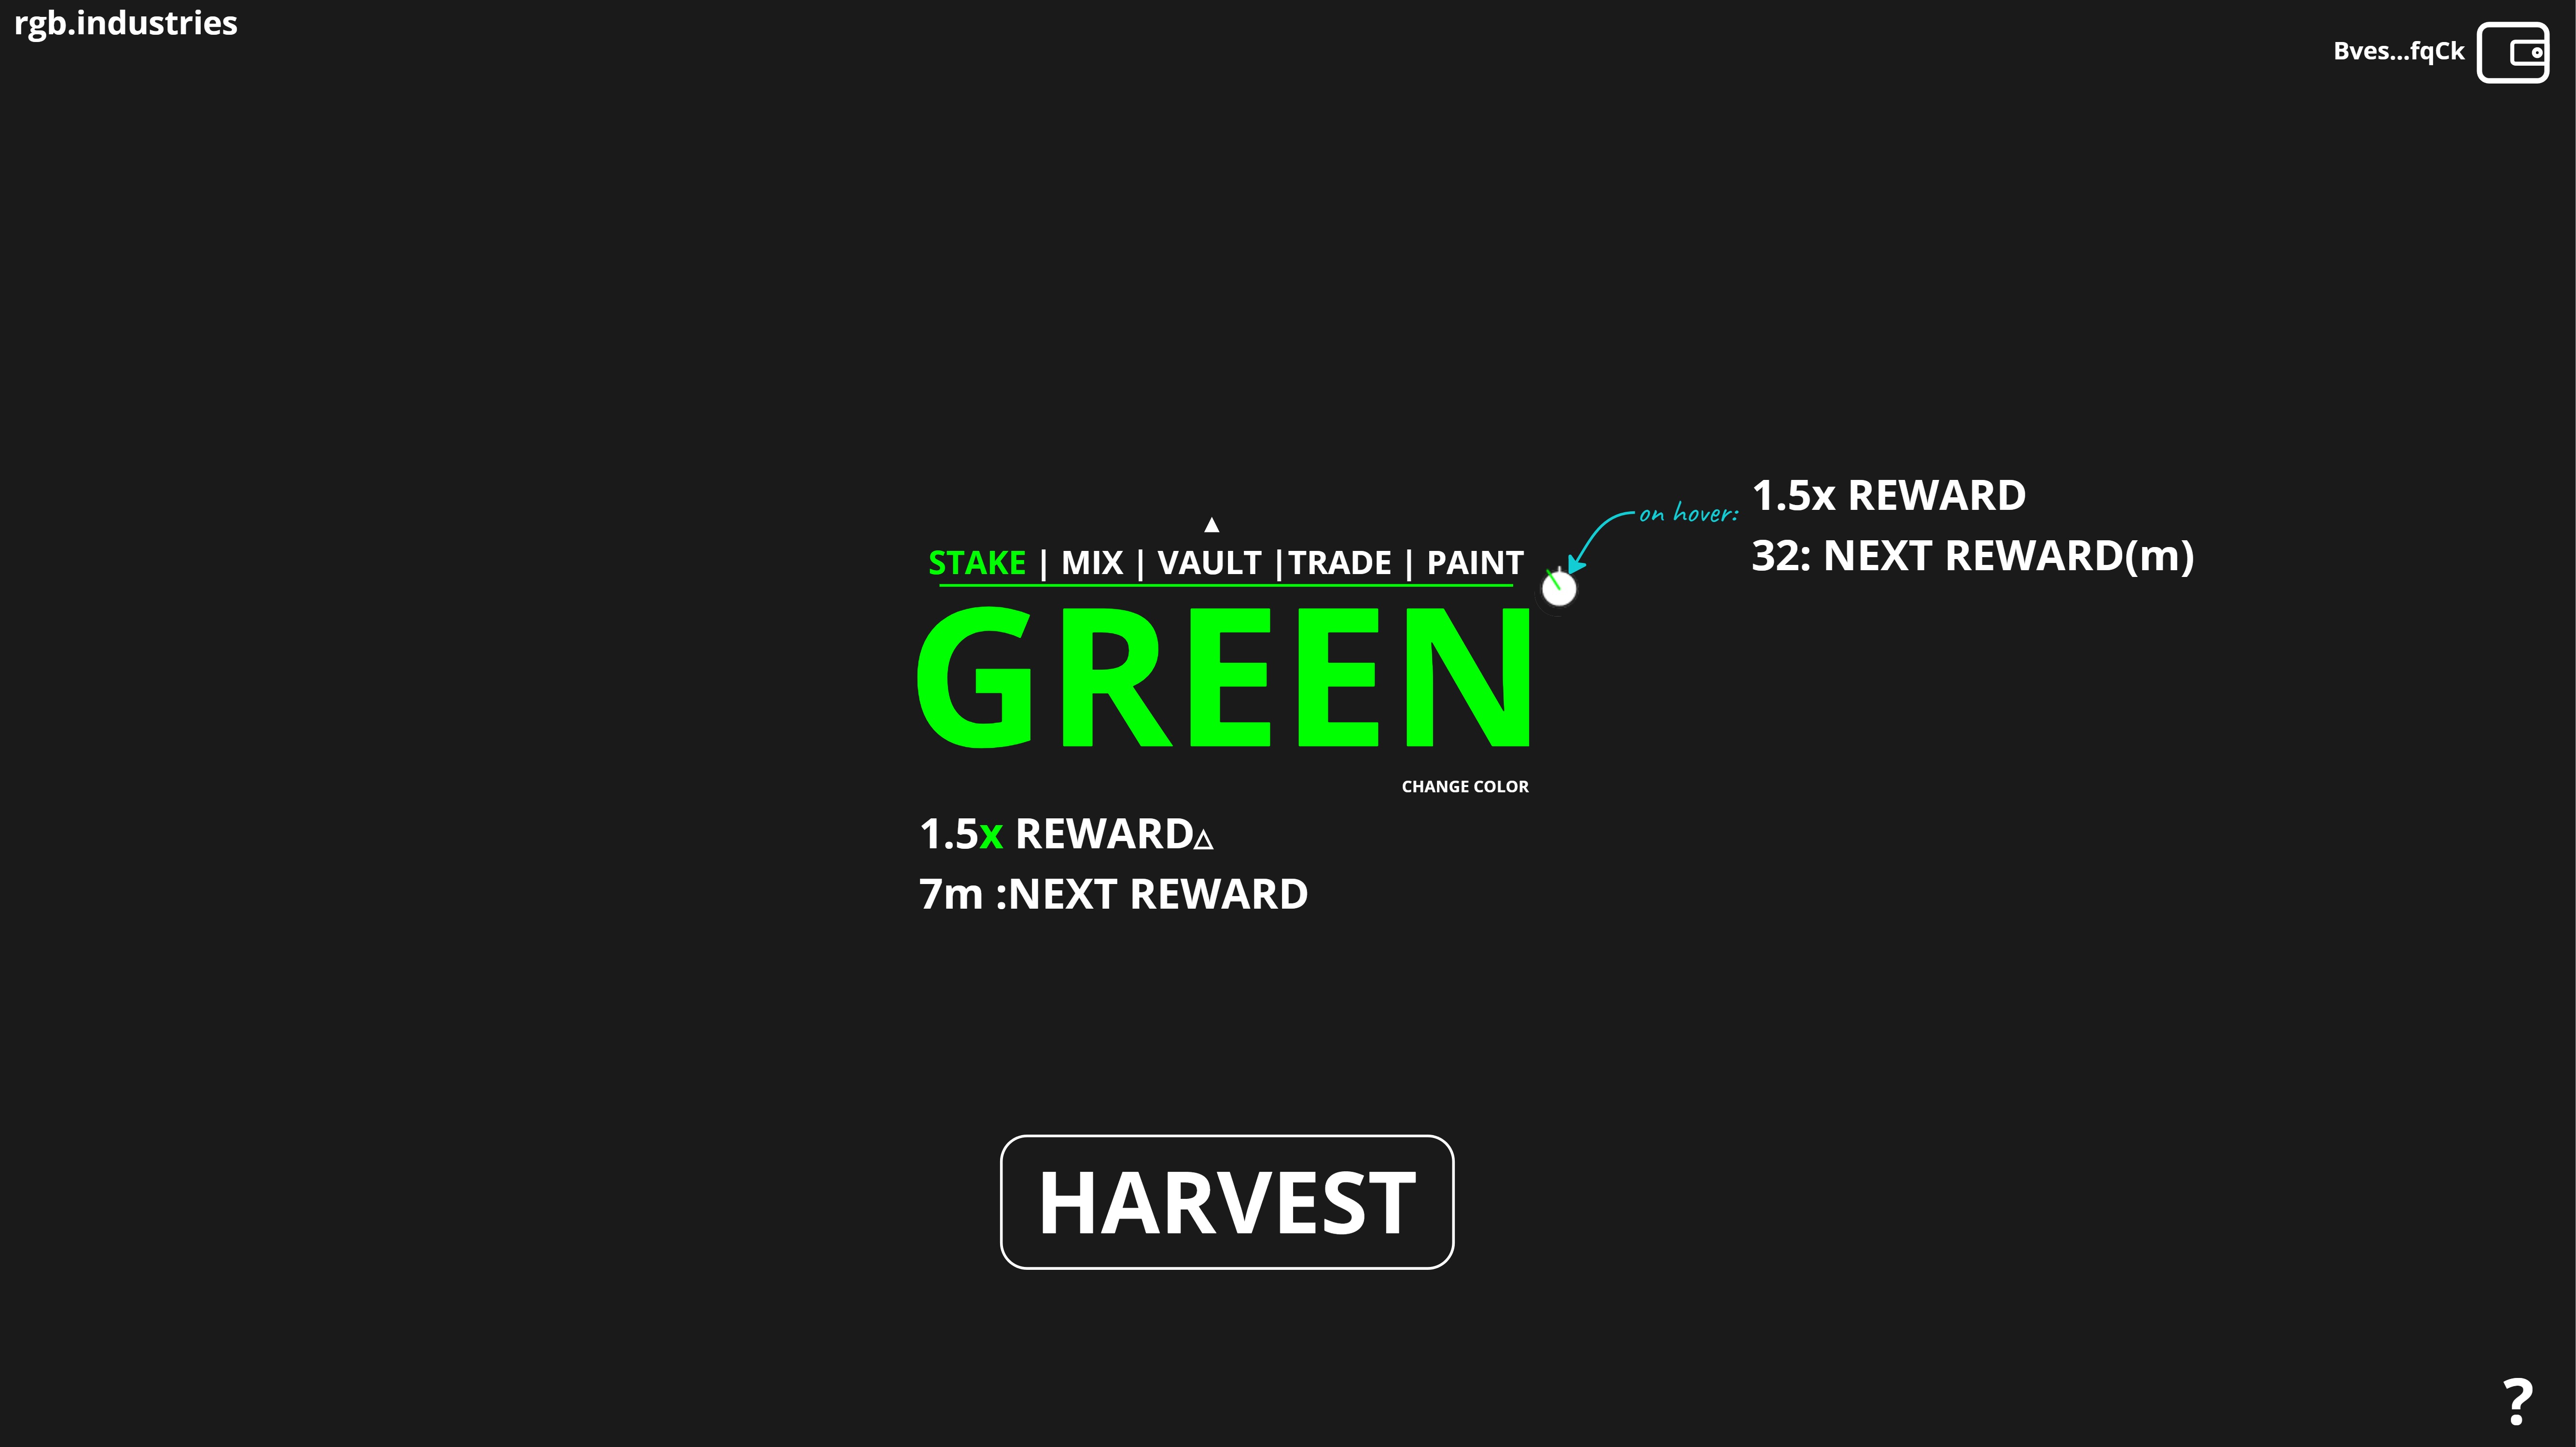 rgb.industries
Bves...fqCk
on hover:
1.5x REWARD
32: NEXT REWARD(m)
▲
STAKE | MIX | VAULT |TRADE | PAINT
GREEN
CHANGE COLOR
1.5x REWARD△
7m :NEXT REWARD
HARVEST
?